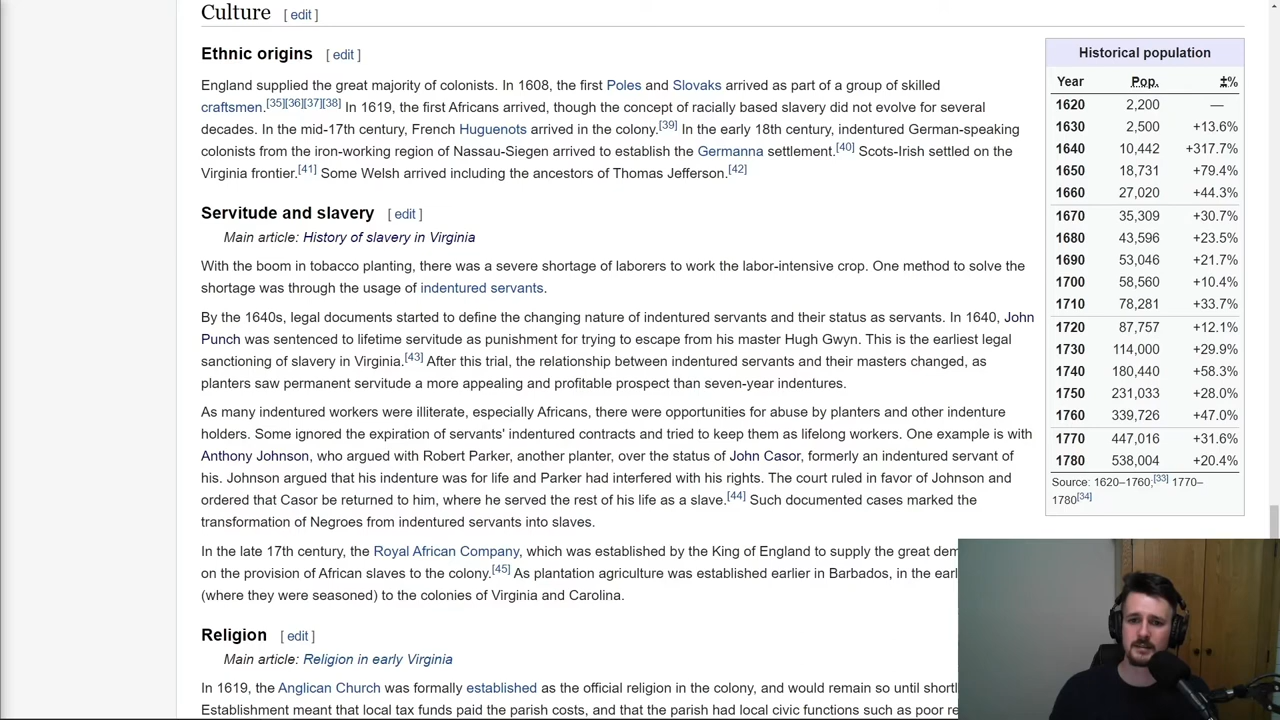 Culture [ edit ]
Ethnic origins [ edit ]
England supplied the great majority of colonists. In 1608, the first Poles and Slovaks arrived as part of a group of skilled
craftsmen.[35][36][37][38] In 1619, the first Africans arrived, though the concept of racially based slavery did not evolve for several
decades. In the mid-17th century, French Huguenots arrived in the colony.[39] In the early 18th century, indentured German-speaking
colonists from the iron-working region of Nassau-Siegen arrived to establish the Germanna settlement.[40] Scots-Irish settled on the
Virginia frontier.[41] Some Welsh arrived including the ancestors of Thomas Jefferson.[42]
Servitude and slavery [ edit ]
Main article: History of slavery in Virginia
With the boom in tobacco planting, there was a severe shortage of laborers to work the labor-intensive crop. One method to solve the
shortage was through the usage of indentured servants.
By the 1640s, legal documents started to define the changing nature of indentured servants and their status as servants. In 1640, John
Punch was sentenced to lifetime servitude as punishment for trying to escape from his master Hugh Gwyn. This is the earliest legal
sanctioning of slavery in Virginia.[43] After this trial, the relationship between indentured servants and their masters changed, as
planters saw permanent servitude a more appealing and profitable prospect than seven-year indentures.
As many indentured workers were illiterate, especially Africans, there were opportunities for abuse by planters and other indenture
holders. Some ignored the expiration of servants' indentured contracts and tried to keep them as lifelong workers. One example is with
Anthony Johnson, who argued with Robert Parker, another planter, over the status of John Casor, formerly an indentured servant of
his. Johnson argued that his indenture was for life and Parker had interfered with his rights. The court ruled in favor of Johnson and
ordered that Casor be returned to him, where he served the rest of his life as a slave.[44] Such documented cases marked the
transformation of Negroes from indentured servants into slaves.
In the late 17th century, the Royal African Company, which was established by the King of England to supply the great
on the provision of African slaves to the colony.[45] As plantation agriculture was established earlier in Barbados, in the
(where they were seasoned) to the colonies of Virginia and Carolina.
Religion [ edit ]
Main article: Religion in early Virginia
In 1619, the Anglican Church was formally established as the official religion in the colony, and would remain so until
Establishment meant that local tax funds paid the parish costs, and that the parish had local civic functions such as poor
Historical population
Year Pop. ±%
1620 2,200 —
1630 2,500 +13.6%
1640 10,442 +317.7%
1650 18,731 +79.4%
1660 27,020 +44.3%
1670 35,309 +30.7%
1680 43,596 +23.5%
1690 53,046 +21.7%
1700 58,560 +10.4%
1710 78,281 +33.7%
1720 87,757 +12.1%
1730 114,000 +29.9%
1740 180,440 +58.3%
1750 231,033 +28.0%
1760 339,726 +47.0%
1770 447,016 +31.6%
1780 538,004 +20.4%
Source: 1620–1760;[33] 1770–
1780[34]